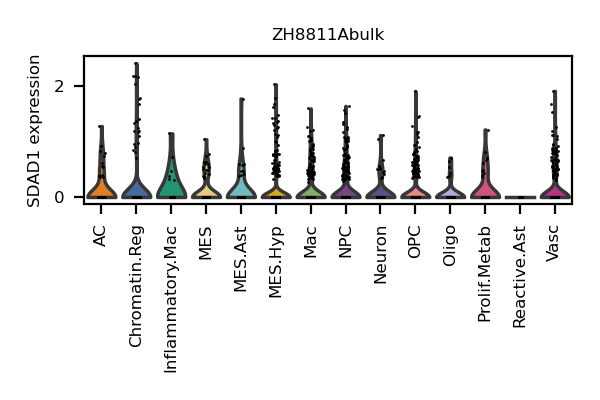 ZH8811Abulk
SDAD1 expression
2
0
AC
Chromatin.Reg
Inflammatory.Mac
MES
MES.Ast
MES.Hyp
Mac
NPC
Neuron
OPC
Oligo
Prolif.Metab
Reactive.Ast
Vasc